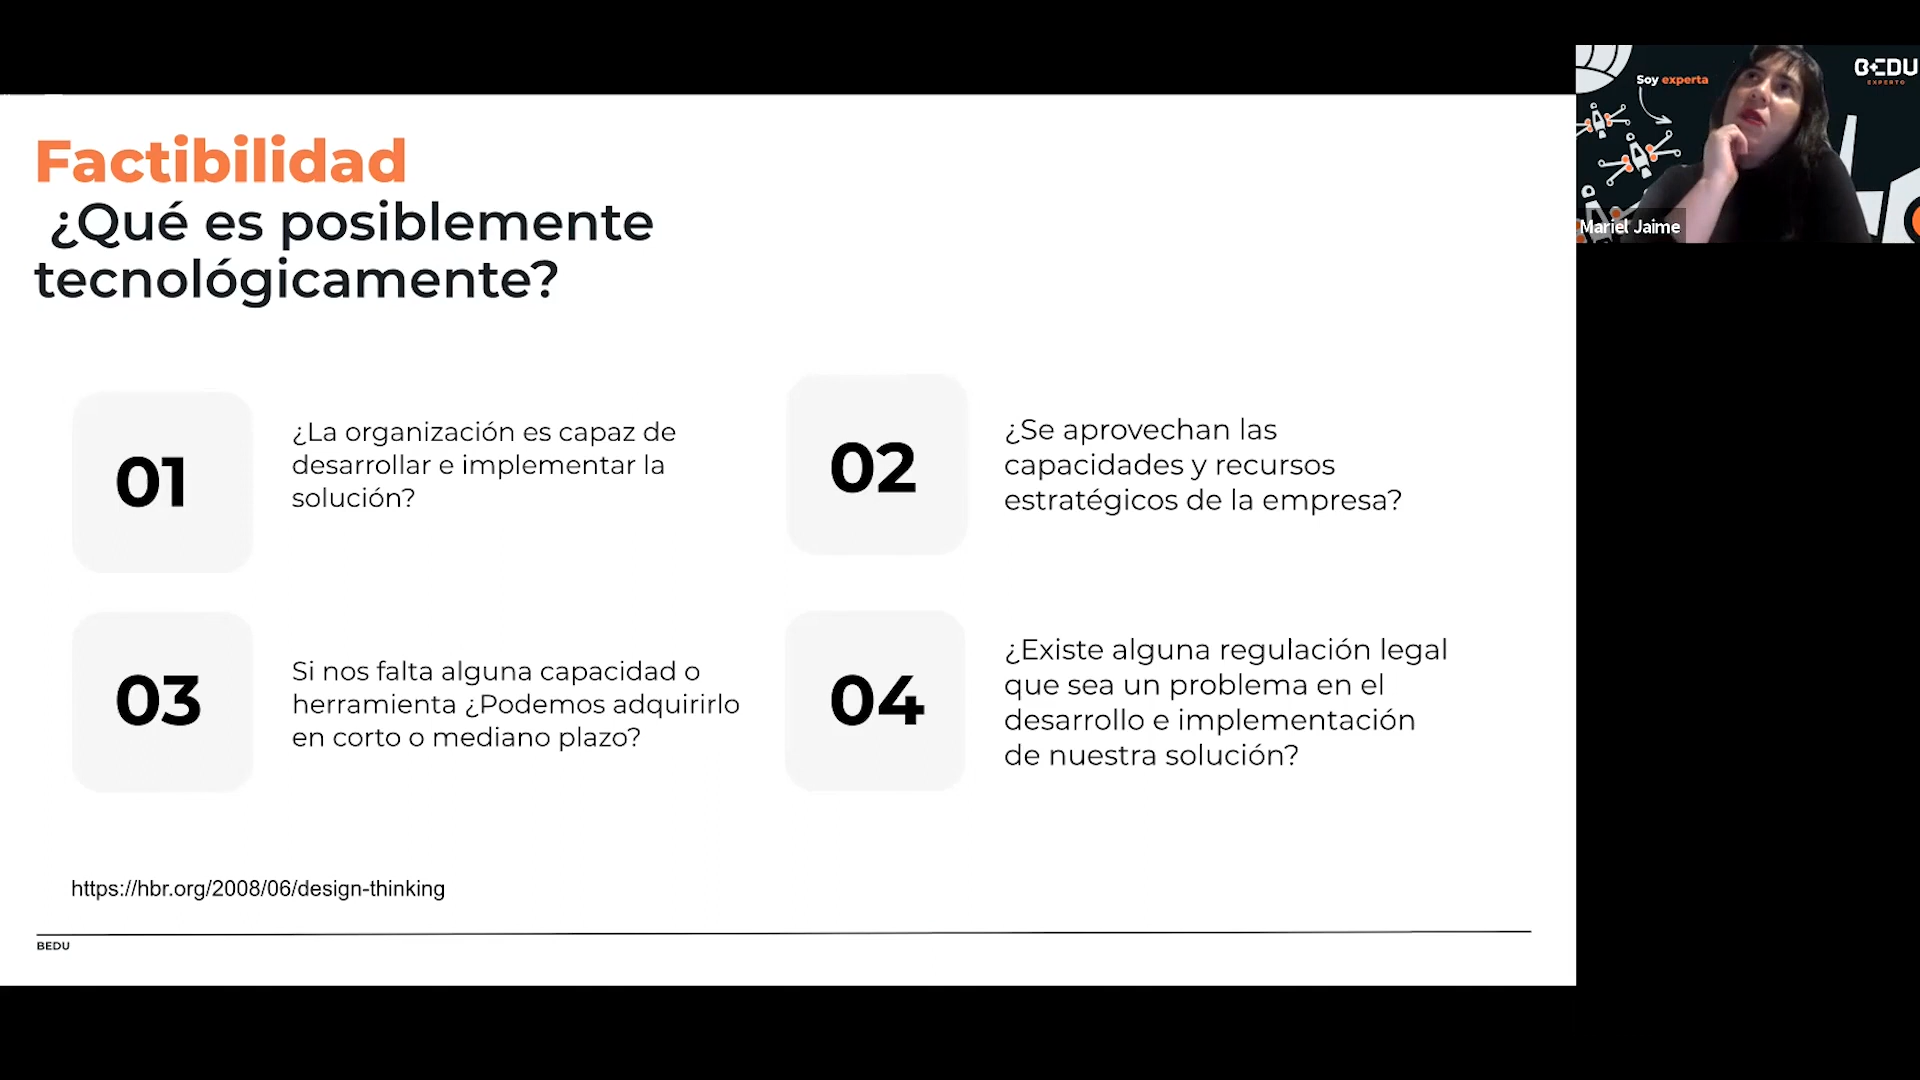 Factibilidad
¿Qué es posiblemente
tecnológicamente?
01
¿La organización es capaz de
desarrollar e implementar la
solución?
02
¿Se aprovechan las
capacidades y recursos
estratégicos de la empresa?
03
Si nos falta alguna capacidad o
herramienta ¿Podemos adquirirlo
en corto o mediano plazo?
04
¿Existe alguna regulación legal
que sea un problema en el
desarrollo e implementación
de nuestra solución?
https://hbr.org/2008/06/design-thinking
BEDU
Soy experta
BEDU
EXPERTO
Mariel Jaime